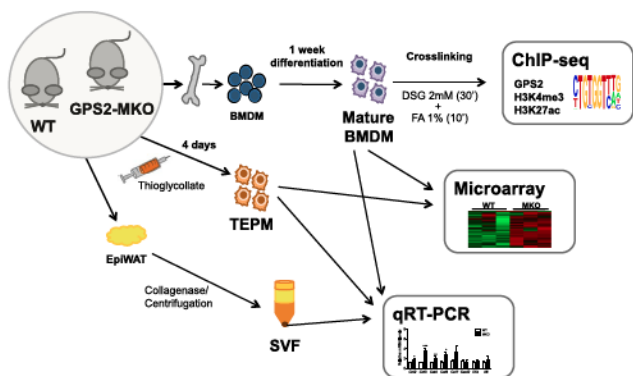 WT
GPS2-MKO
BMDM
1 week
differentiation
Mature
BMDM
Crosslinking
DSG 2mM (30')
+
FA 1% (10')
ChIP-seq
GPS2
H3K4me3
H3K27ac
4 days
Thioglycollate
TEPM
Microarray
WT MKO
EpiWAT
Collagenase/
Centrifugation
SVF
qRT-PCR